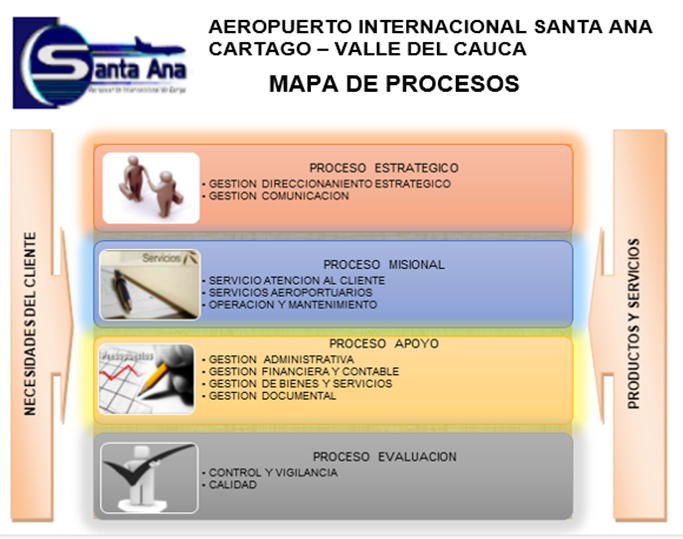 AEROPUERTO INTERNACIONAL SANTA ANA
CARTAGO – VALLE DEL CAUCA
MAPA DE PROCESOS
Santa Ana
NECESIDADES DEL CLIENTE
PROCESO ESTRATEGICO
• GESTION DIRECCIONANIENTO ESTRATEGICO
• GESTION COMUNICACION
Servicios
PROCESO MISIONAL
• SERVICIO ATENCION AL CLIENTE
• SERVICIOS AEROPORTUARIOS
• OPERACION Y MANTENIMIENTO
PROCESO APOYO
• GESTION ADMINISTRATIVA
• GESTION FINANCIERA Y CONTABLE
• GESTION DE BIENES Y SERVICIOS
• GESTION DOCUMENTAL
PROCESO EVALUACION
• CONTROL Y VIGILANCIA
• CALIDAD
PRODUCTOS Y SERVICIOS